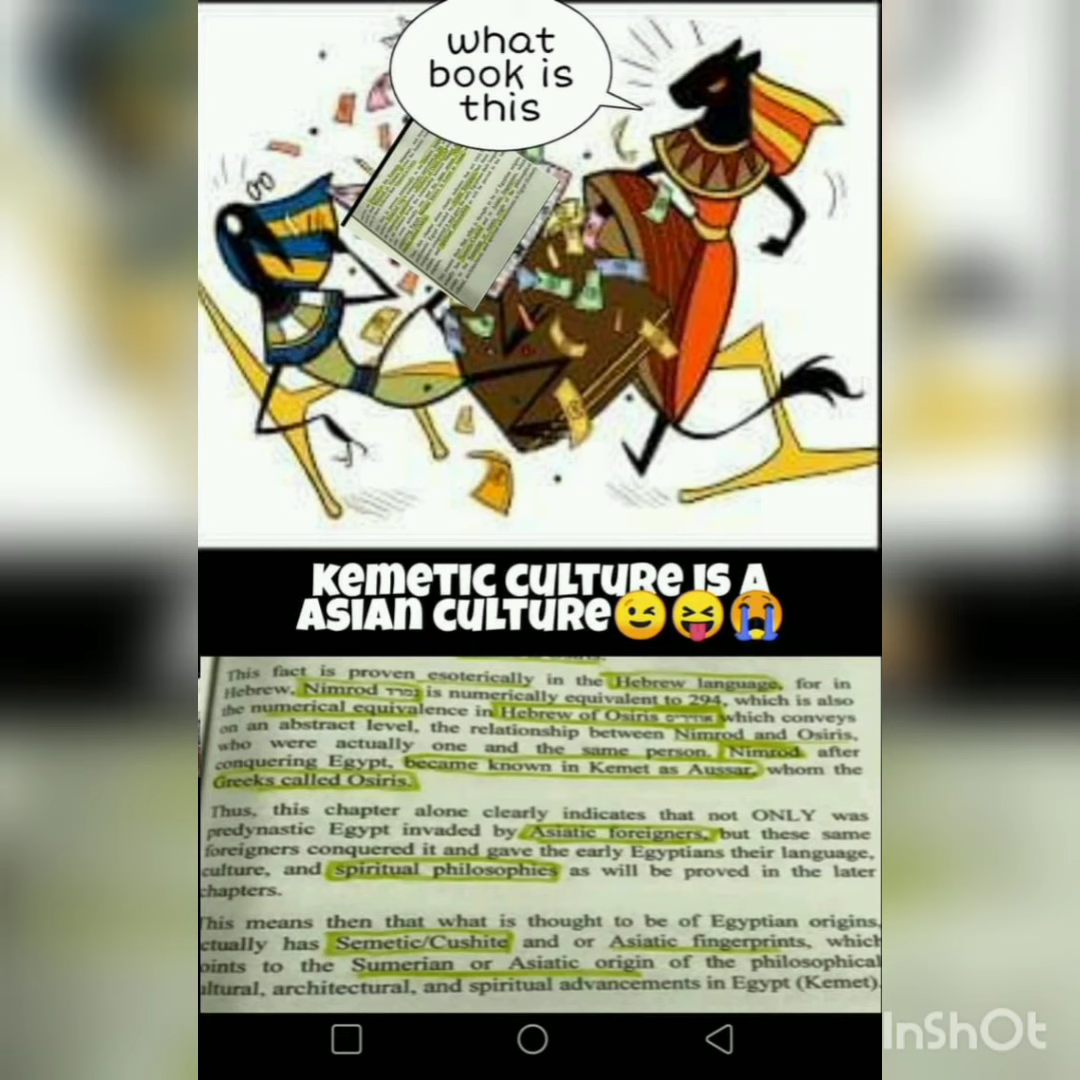 what
book is
this
KEMETIC CULTURE IS A
ASIAN CULTURE😉😝😭
This fact is proven esoterically in the Hebrew language, for in
Hebrew, Nimrod נמרד is numerically equivalent to 294, which is also
the numerical equivalence in Hebrew of Osiris which conveys
on an abstract level, the relationship between Nimrod and Osiris,
who were actually one and the same person. Nimrod after
conquering Egypt, became known in Kemet as Aussar, whom the
Greeks called Osiris.
Thus, this chapter alone clearly indicates that not ONLY was
predynastic Egypt invaded by Asiatic foreigners, but these same
foreigners conquered it and gave the early Egyptians their language,
culture, and spiritual philosophies as will be proved in the later
chapters.
This means then that what is thought to be of Egyptian origins,
ctually has Semetic/Cushite and or Asiatic fingerprints, which
oints to the Sumerian or Asiatic origin of the philosophical
ultural, architectural, and spiritual advancements in Egypt (Kemet).
InShOt